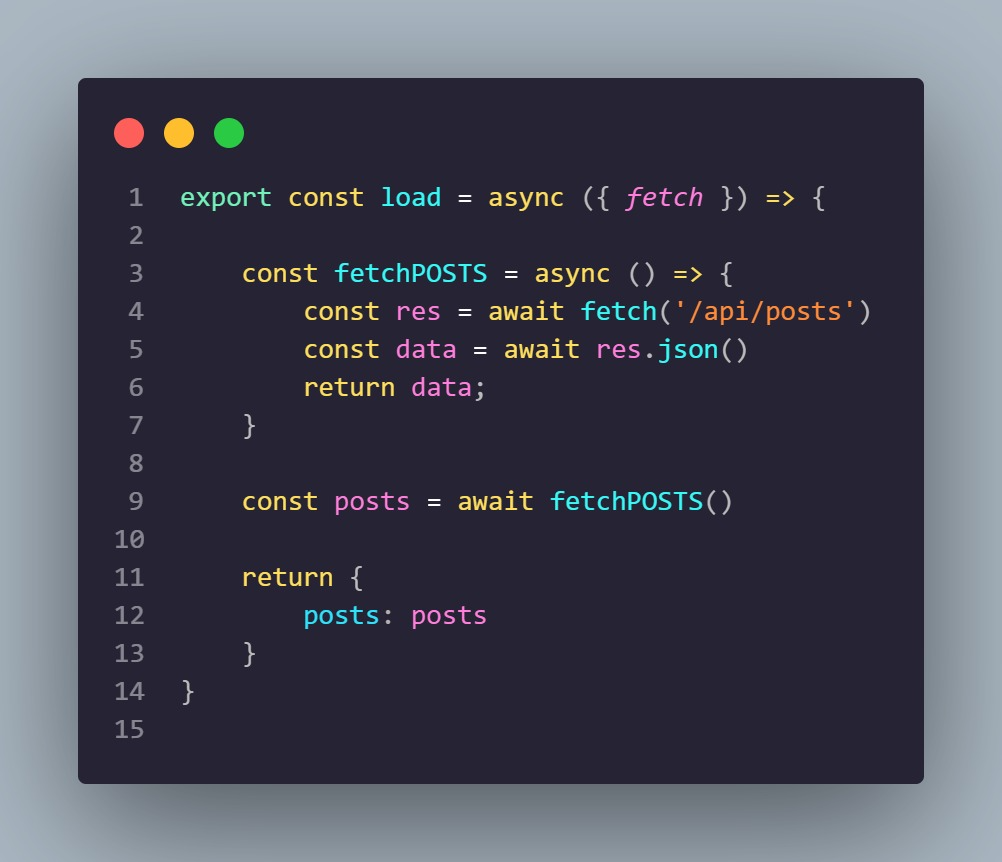 1 export const load = async ({ fetch }) => {
2
3     const fetchPOSTS = async () => {
4         const res = await fetch('/api/posts')
5         const data = await res.json()
6         return data;
7     }
8
9     const posts = await fetchPOSTS()
10
11     return {
12         posts: posts
13     }
14 }
15